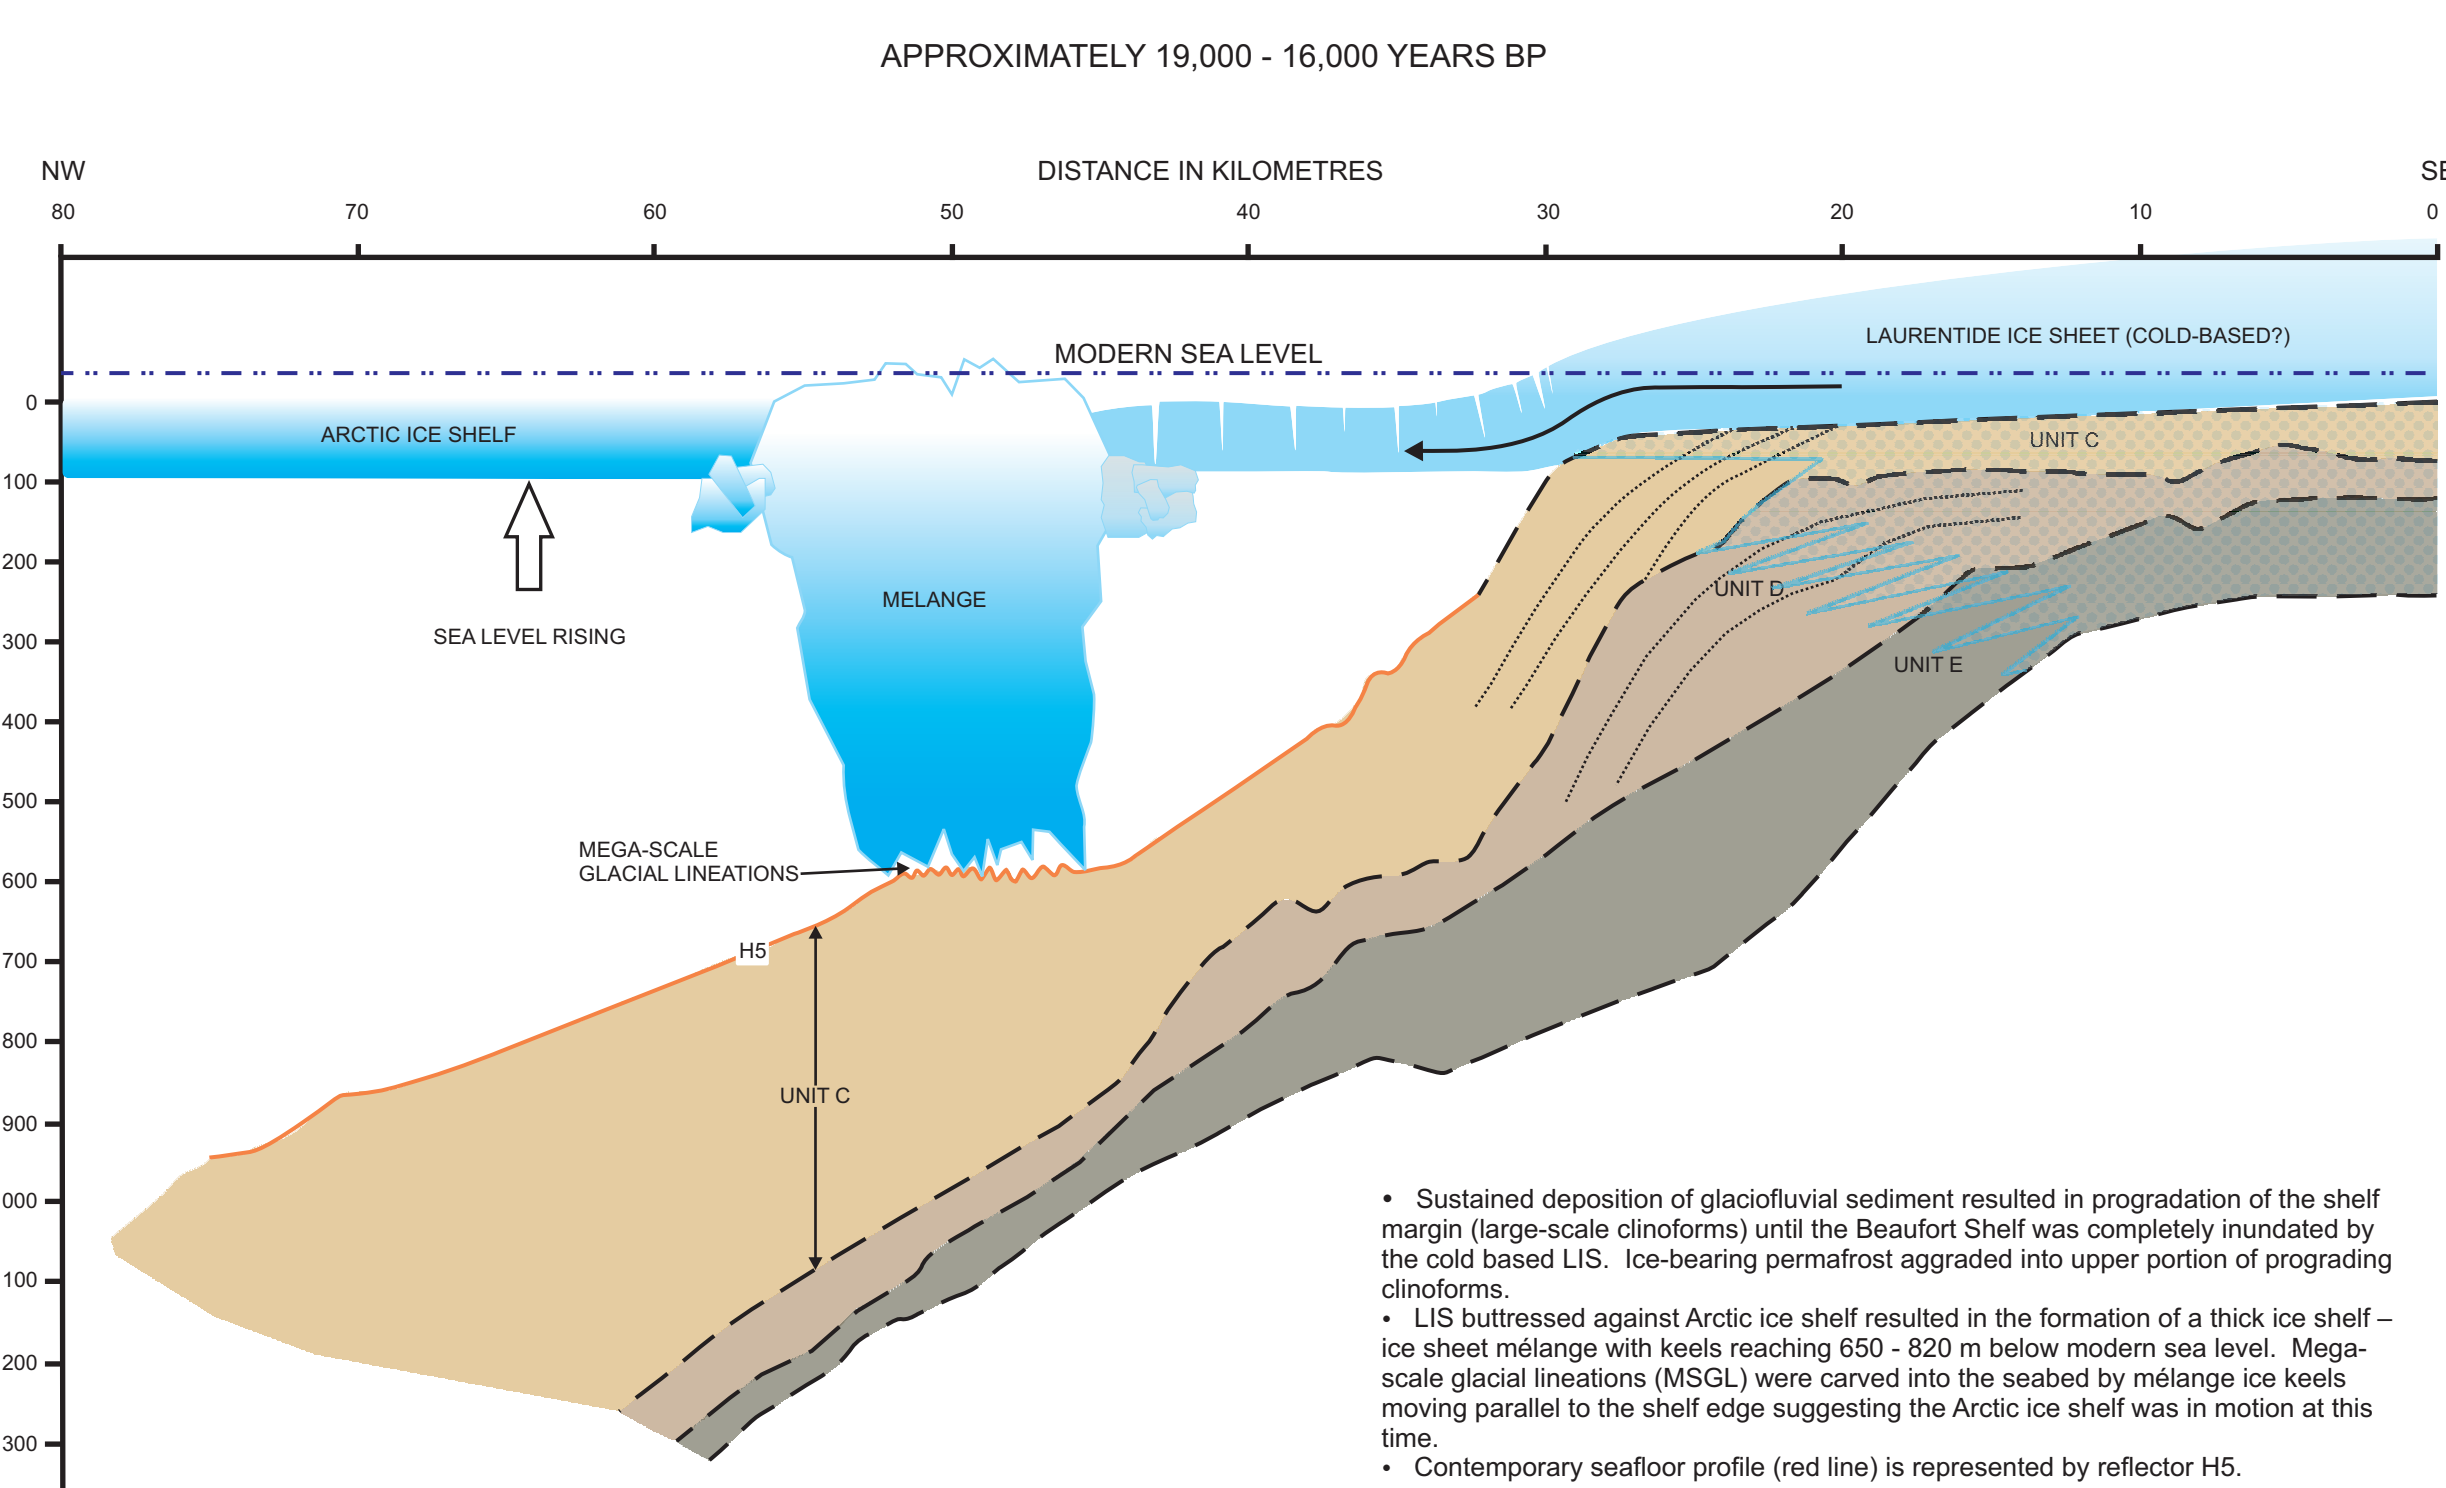 APPROXIMATELY 19,000 - 16,000 YEARS BP
NW
DISTANCE IN KILOMETRES
SE
80
70
60
50
40
30
20
10
0
LAURENTIDE ICE SHEET (COLD-BASED?)
MODERN SEA LEVEL
0
ARCTIC ICE SHELF
UNIT C
100
200
UNIT D
MELANGE
SEA LEVEL RISING
300
UNIT E
400
500
MEGA-SCALE
GLACIAL LINEATIONS
600
H5
700
800
UNIT C
900
000
100
200
300
• Sustained deposition of glaciofluvial sediment resulted in progradation of the shelf
margin (large-scale clinoforms) until the Beaufort Shelf was completely inundated by
the cold based LIS. Ice-bearing permafrost aggraded into upper portion of prograding
clinoforms.
• LIS buttressed against Arctic ice shelf resulted in the formation of a thick ice shelf –
ice sheet mélange with keels reaching 650 - 820 m below modern sea level. Mega-
scale glacial lineations (MSGL) were carved into the seabed by mélange ice keels
moving parallel to the shelf edge suggesting the Arctic ice shelf was in motion at this
time.
• Contemporary seafloor profile (red line) is represented by reflector H5.